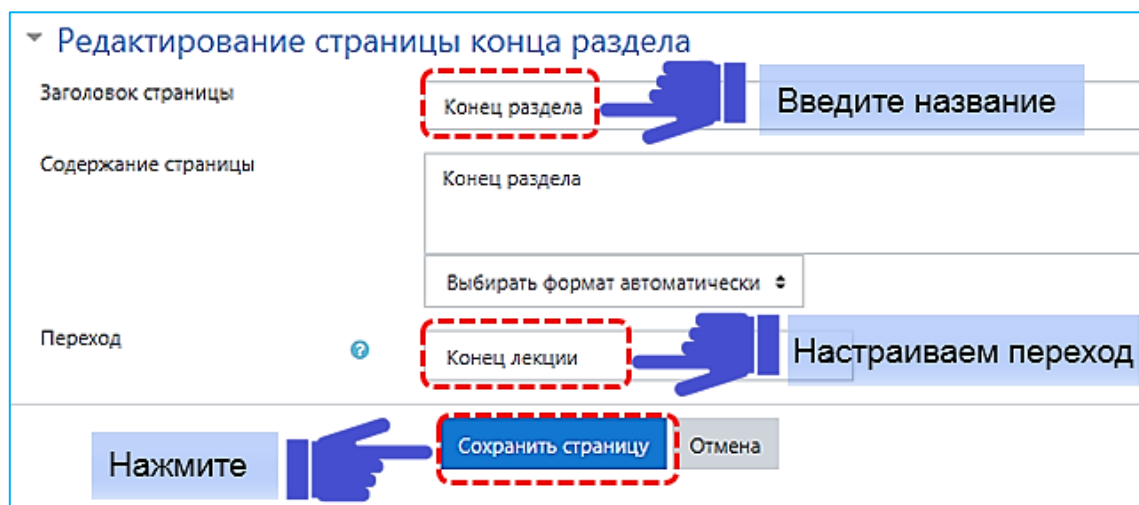 Редактирование страницы конца раздела
Заголовок страницы
Конец раздела
Введите название
Содержание страницы
Конец раздела
Выбирать формат автоматически
Переход
?
Конец лекции
Настраиваем переход
Нажмите
Сохранить страницу
Отмена